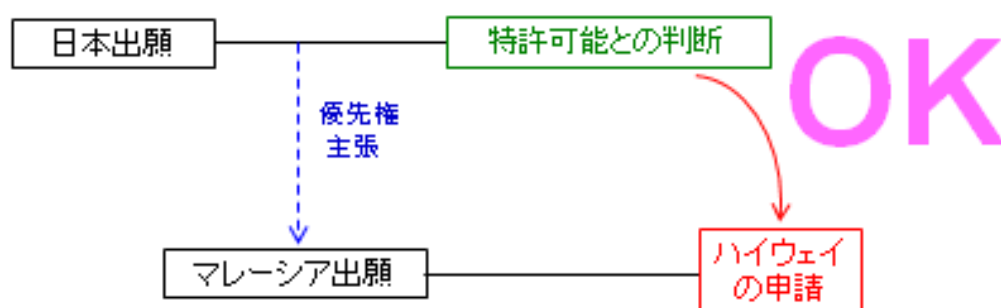 日本出願
特許可能との判断
OK
優先権
主張
マレーシア出願
ハイウェイ
の申請